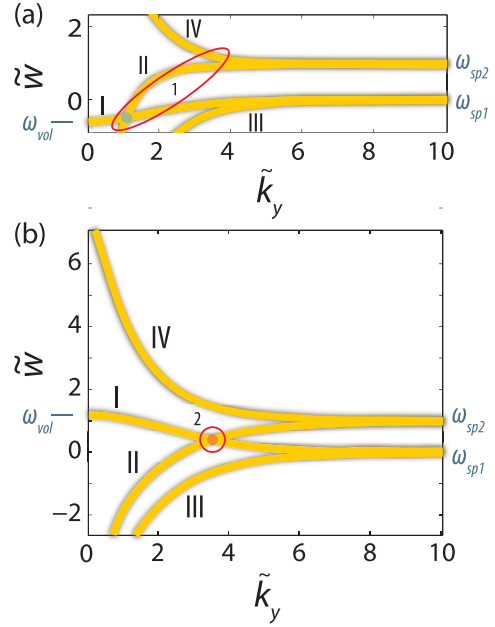 (a)
2
IV
II
w̃
1
ω_sp2
I
0
ω_sp1
ω_vol
III
0 2 4 6 8 10
k̃_y
(b)
6
4
IV
w̃
2
I
ω_vol
2
ω_sp2
II
0
ω_sp1
III
−2
0 2 4 6 8 10
k̃_y